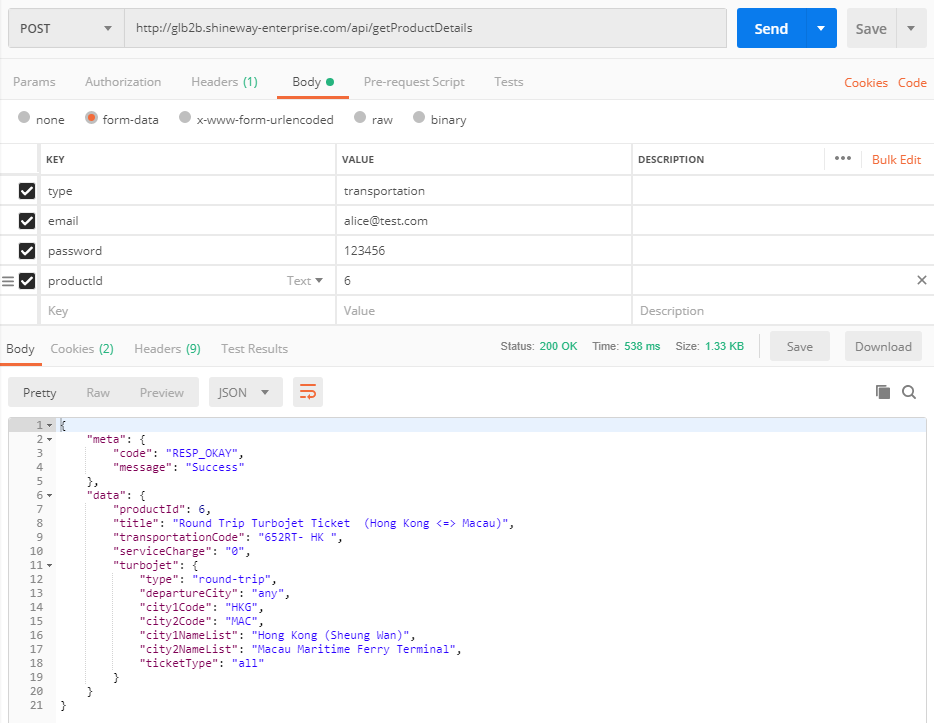 POST http://glb2b.shineway-enterprise.com/api/getProductDetails Send Save
Params Authorization Headers (1) Body Pre-request Script Tests Cookies Code
none form-data x-www-form-urlencoded raw binary
KEY VALUE DESCRIPTION ••• Bulk Edit
type transportation
email alice@test.com
password 123456
productId Text 6
Key Value Description
Body Cookies (2) Headers (9) Test Results Status: 200 OK Time: 538 ms Size: 1.33 KB Save Download
Pretty Raw Preview JSON
1 {
2 "meta": {
3 "code": "RESP_OKAY",
4 "message": "Success"
5 },
6 "data": {
7 "productId": 6,
8 "title": "Round Trip Turbojet Ticket  (Hong Kong <=> Macau)",
9 "transportationCode": "652RT- HK ",
10 "serviceCharge": "0",
11 "turbojet": {
12 "type": "round-trip",
13 "departureCity": "any",
14 "city1Code": "HKG",
15 "city2Code": "MAC",
16 "city1NameList": "Hong Kong (Sheung Wan)",
17 "city2NameList": "Macau Maritime Ferry Terminal",
18 "ticketType": "all"
19 }
20 }
21 }